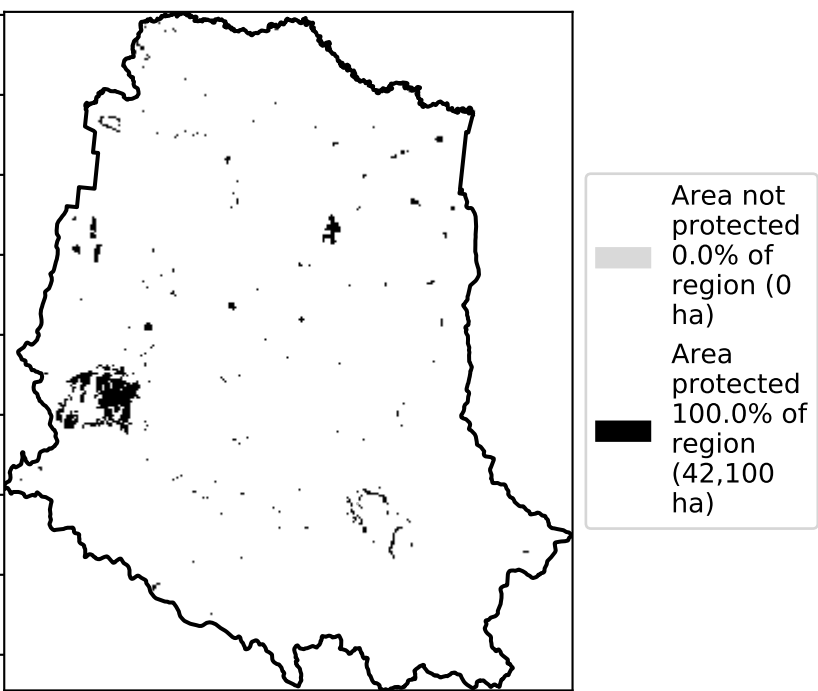 Area not
protected
0.0% of
region (0
ha)
Area
protected
100.0% of
region
(42,100
ha)